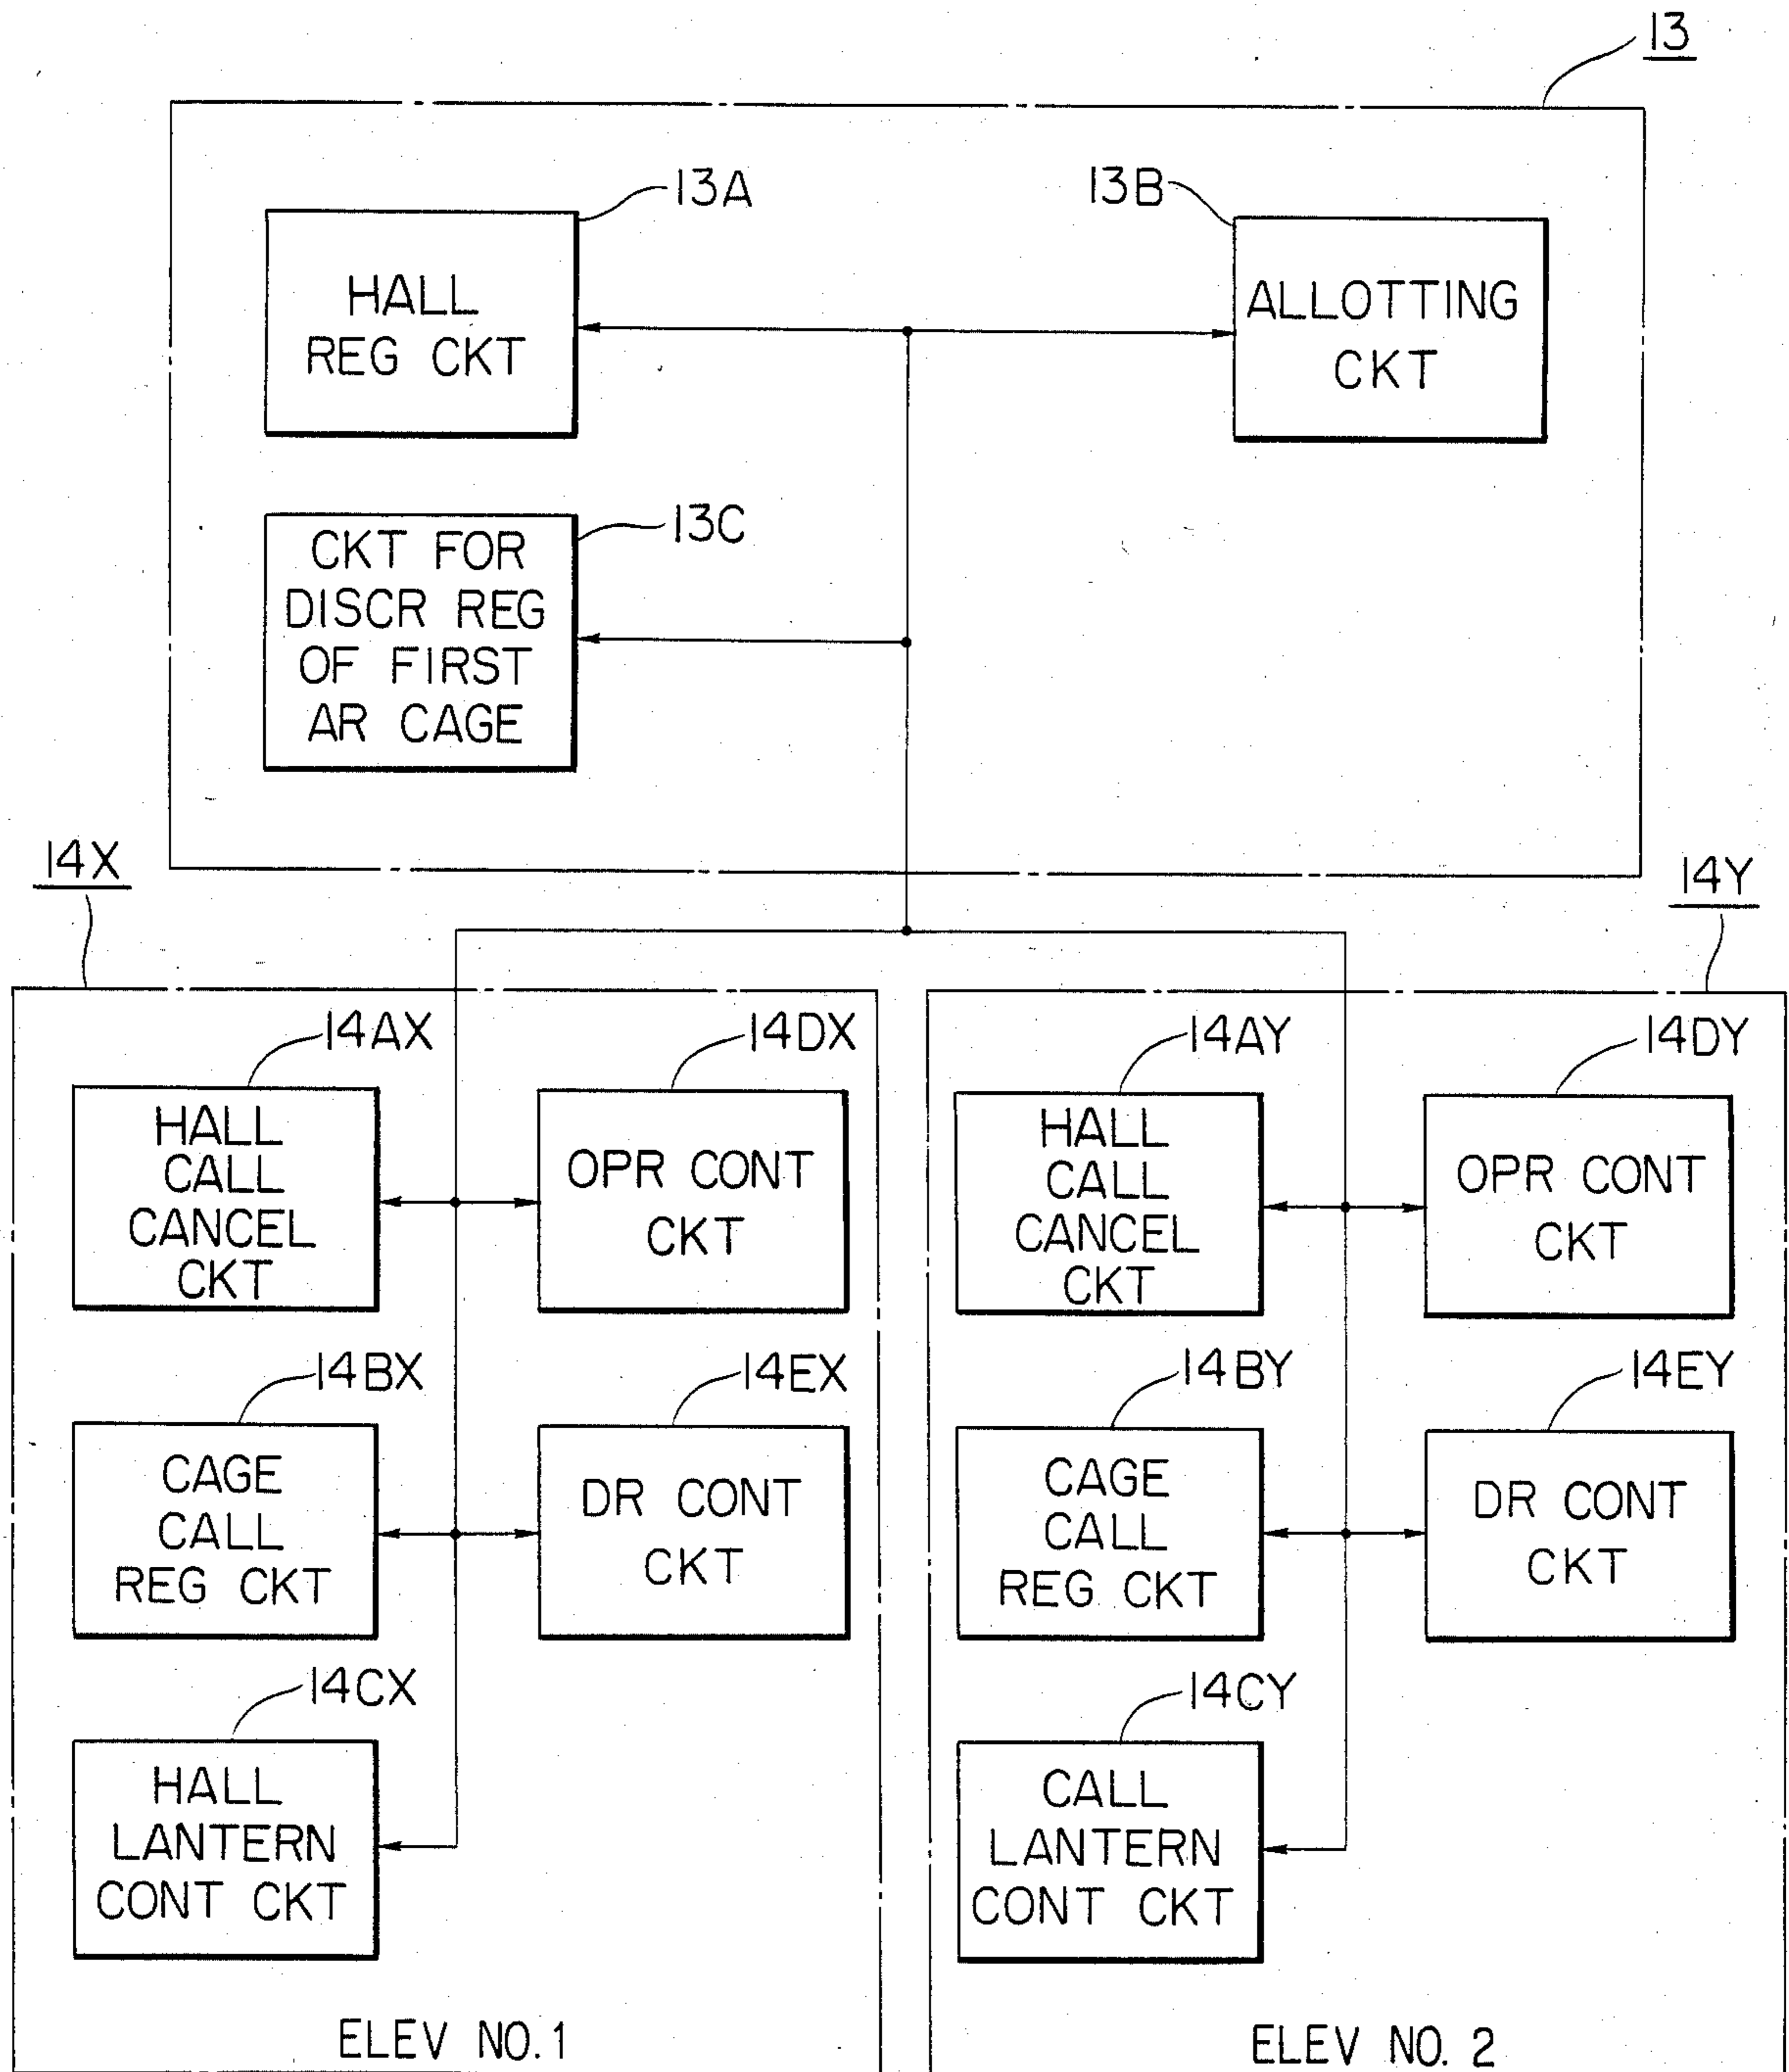 13
13A
13B
HALL
REG CKT
ALLOTTING
CKT
13C
CKT FOR
DISCR REG
OF FIRST
AR CAGE
14X
14Y
14AX
14DX
HALL
CALL
CANCEL
CKT
OPR CONT
CKT
14BX
14EX
CAGE
CALL
REG CKT
DR CONT
CKT
14CX
HALL
LANTERN
CONT CKT
ELEV NO.1
14AY
14DY
HALL
CALL
CANCEL
CKT
OPR CONT
CKT
14BY
14EY
CAGE
CALL
REG CKT
DR CONT
CKT
14CY
CALL
LANTERN
CONT CKT
ELEV NO. 2